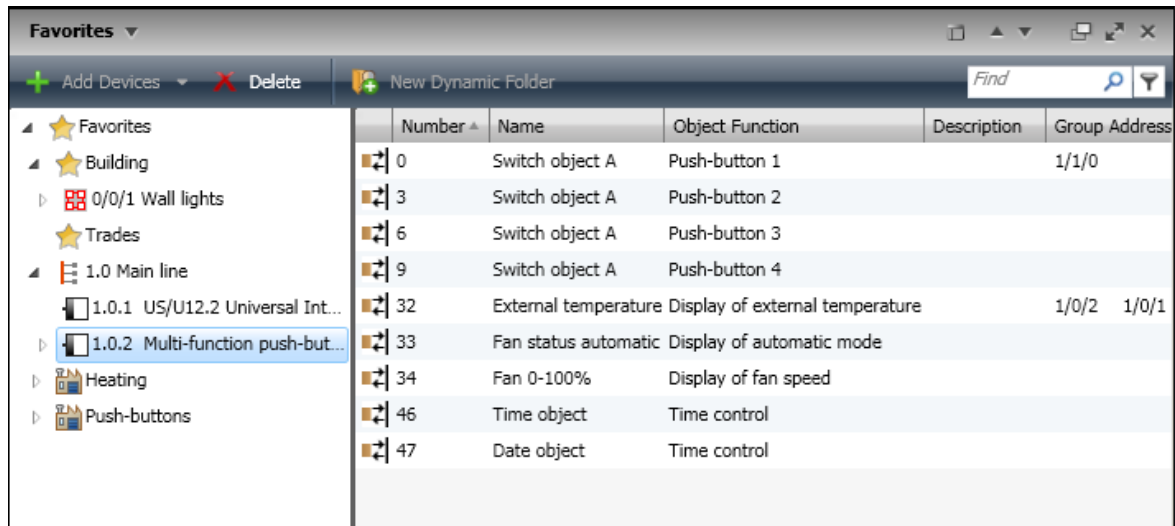 Favorites
Add Devices Delete New Dynamic Folder Find
Favorites
Building
0/0/1 Wall lights
Trades
1.0 Main line
1.0.1 US/U12.2 Universal Int...
1.0.2 Multi-function push-but...
Heating
Push-buttons
Number Name Object Function Description Group Address
0 Switch object A Push-button 1 1/1/0
3 Switch object A Push-button 2
6 Switch object A Push-button 3
9 Switch object A Push-button 4
32 External temperature Display of external temperature 1/0/2 1/0/1
33 Fan status automatic Display of automatic mode
34 Fan 0-100% Display of fan speed
46 Time object Time control
47 Date object Time control